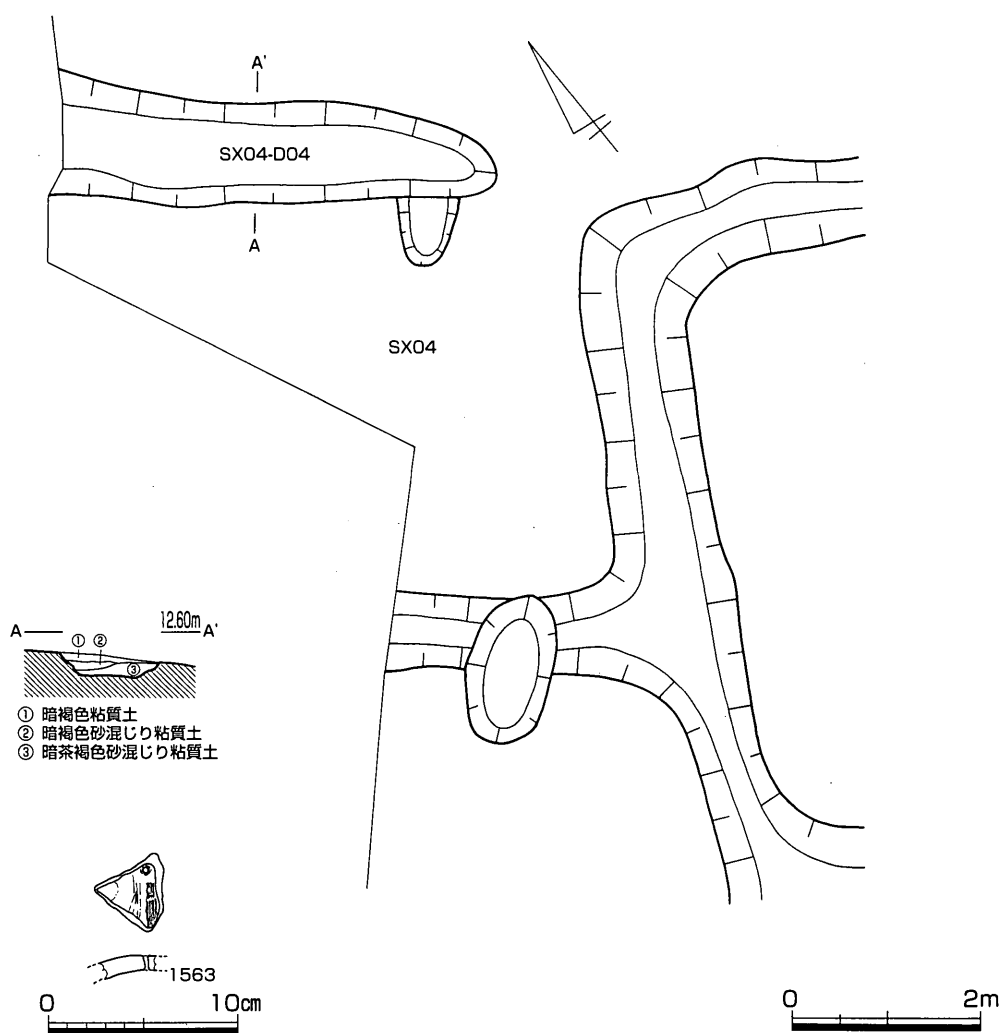 A'
SX04-D04
A
SX04
12.60m
A A'
① ②
③
① 暗褐色粘質土
② 暗褐色砂混じり粘質土
③ 暗茶褐色砂混じり粘質土
1563
0 10cm
0 2m